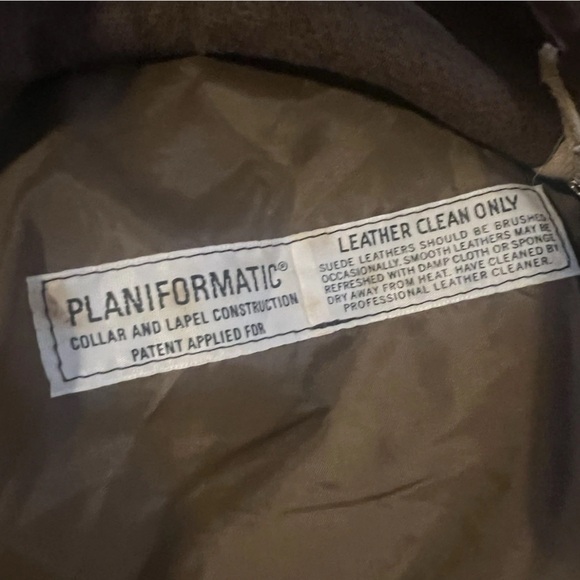 PLANIFORMATIC®
COLLAR AND LAPEL CONSTRUCTION
PATENT APPLIED FOR
LEATHER CLEAN ONLY
SUEDE LEATHERS SHOULD BE BRUSHED
OCCASIONALLY. SMOOTH LEATHERS MAY BE
REFRESHED WITH DAMP CLOTH OR SPONGE
DRY AWAY FROM HEAT. HAVE CLEANED BY
PROFESSIONAL LEATHER CLEANER.